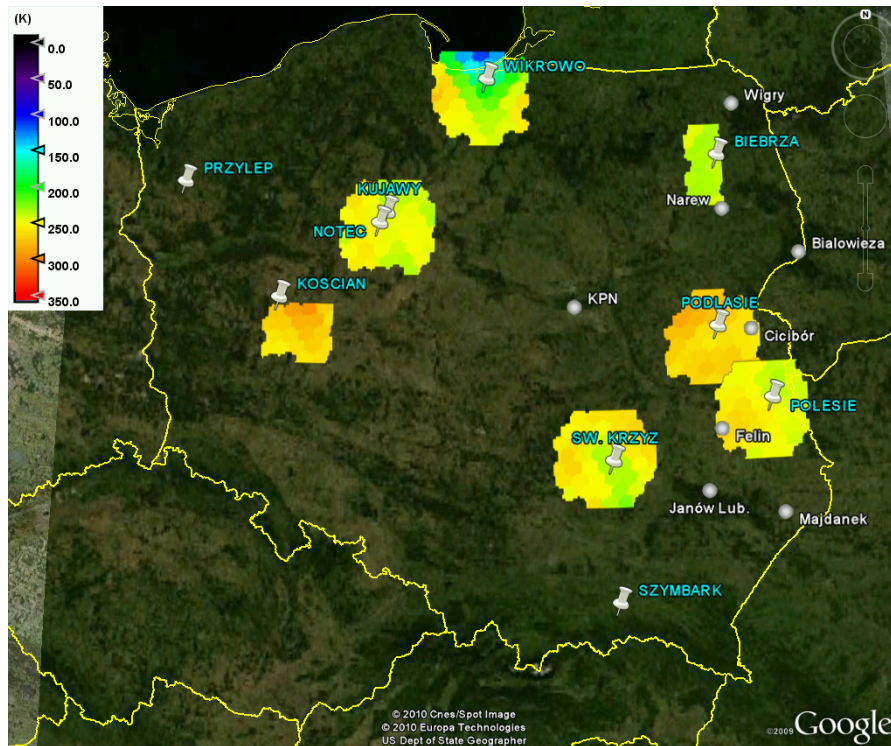 (K)
0.0
50.0
100.0
150.0
200.0
250.0
300.0
350.0
N
WIKROWO
Wigry
BIEBRZA
PRZYLEP
KUJAWY
Narew
NOTEC
Bialowieza
KOSCIAN
KPN
PODLASIE
Cicibór
POLESIE
Felin
SW. KRZYZ
Janów Lub.
Majdanek
SZYMBARK
© 2010 Cnes/Spot Image
© 2010 Europa Technologies
US Dept of State Geographer
©2009 Google